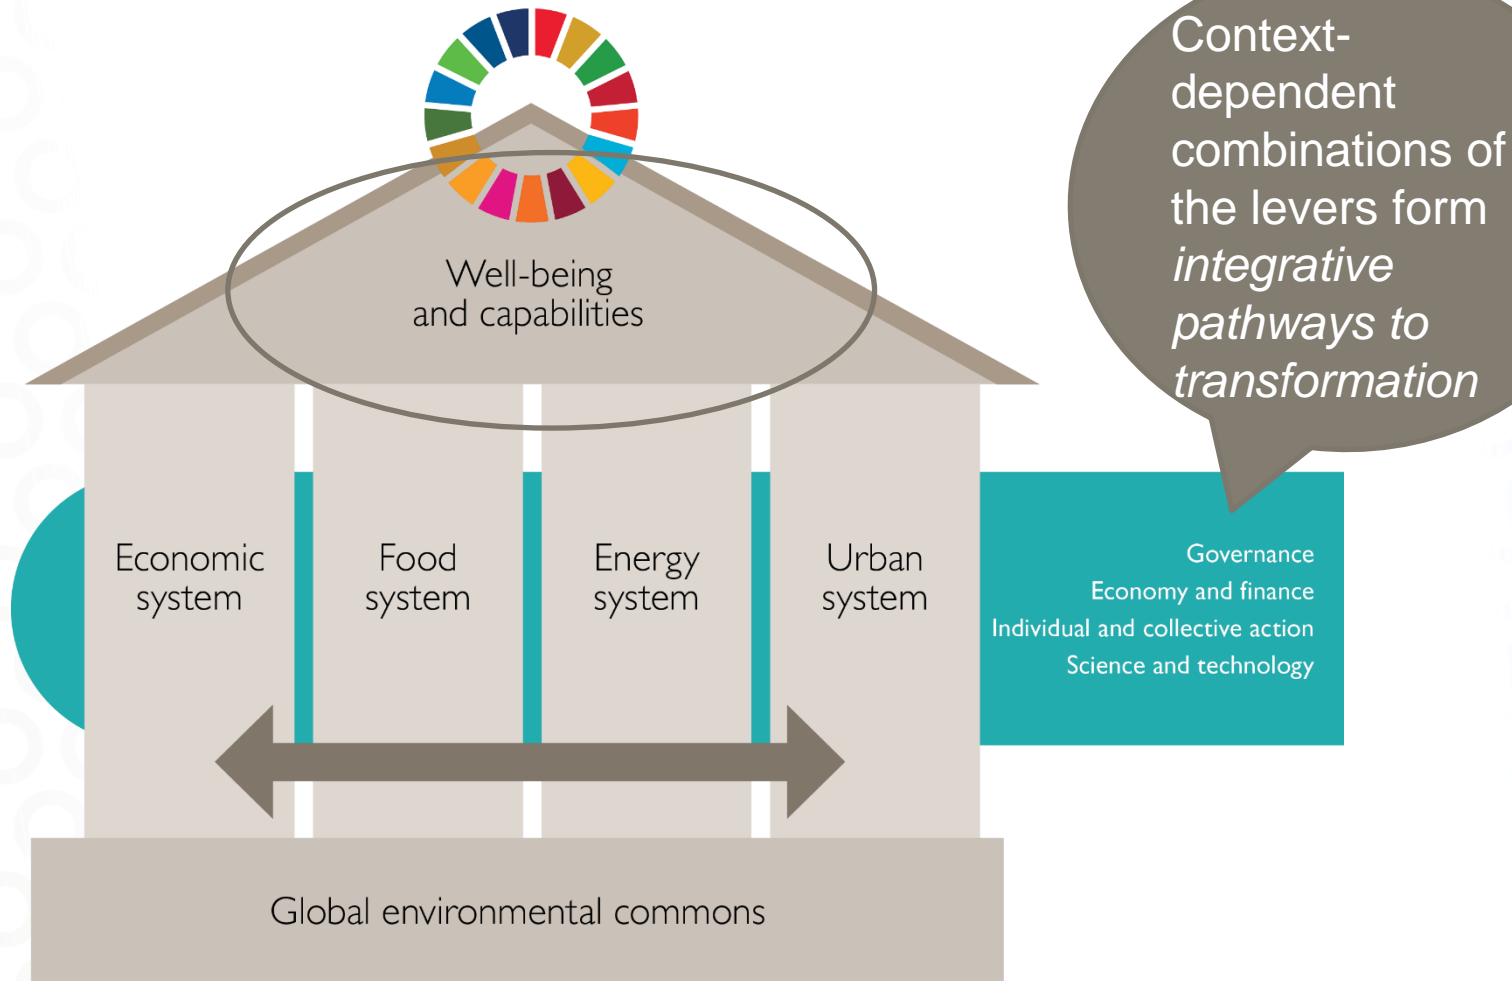 Context-
dependent
combinations of
the levers form
integrative
pathways to
transformation
Well-being
and capabilities
Economic
system
Food
system
Energy
system
Urban
system
Governance
Economy and finance
Individual and collective action
Science and technology
Global environmental commons